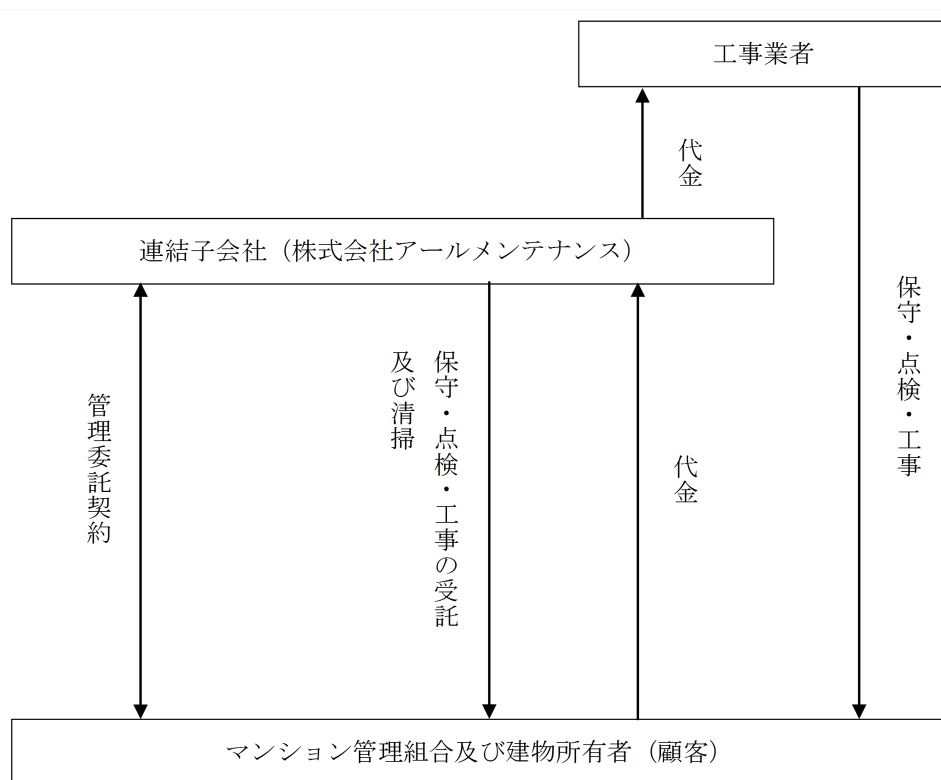 工事業者
代金
連結子会社（株式会社アールメンテナンス）
保守・点検・工事
管理委託契約
保守・点検・工事の受託
及び清掃
代金
マンション管理組合及び建物所有者（顧客）